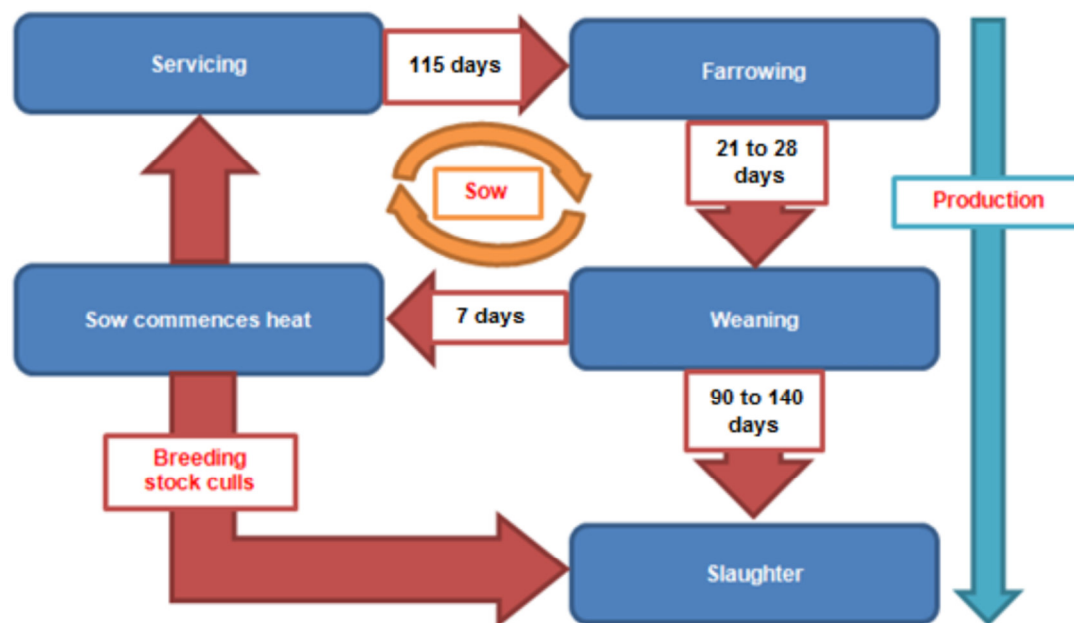 Servicing
115 days
Farrowing
21 to 28
days
Sow
Production
Sow commences heat
7 days
Weaning
90 to 140
days
Breeding
stock culls
Slaughter